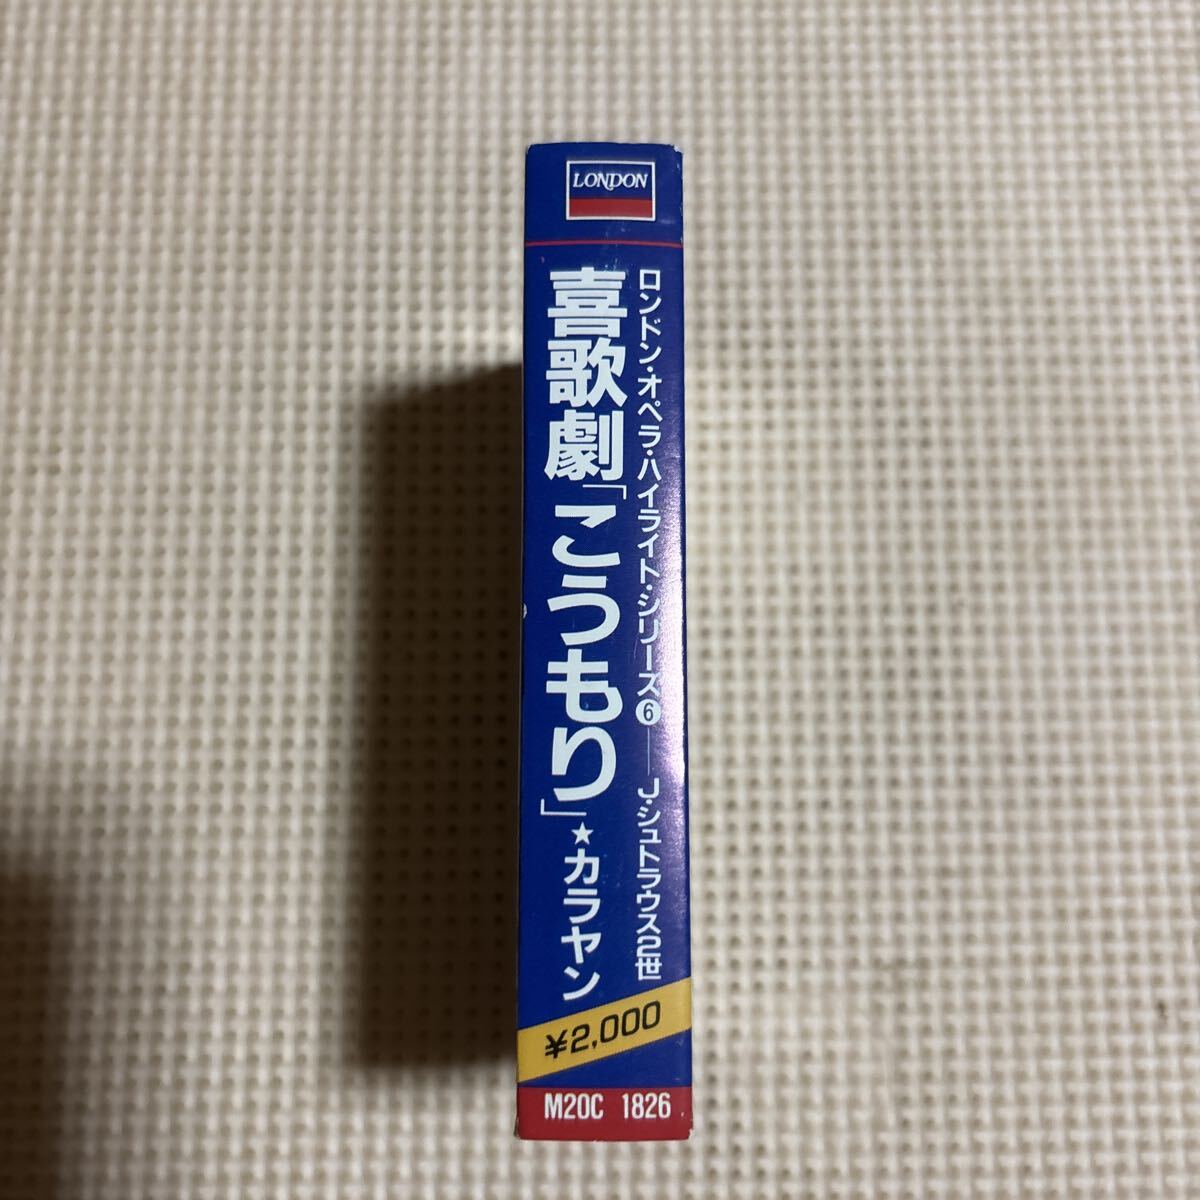 LONDON
ロンドン・オペラ・ハイライト・シリーズ❻──J・シュトラウス2世
喜歌劇「こうもり」★カラヤン
¥2,000
M20C 1826